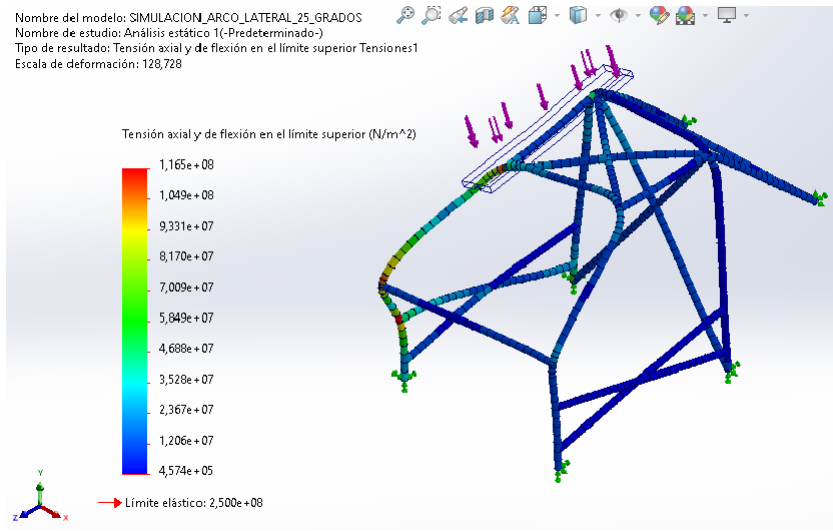 Nombre del modelo: SIMULACION_ARCO_LATERAL_25_GRADOS
Nombre de estudio: Análisis estático 1(-Predeterminado-)
Tipo de resultado: Tensión axial y de flexión en el límite superior Tensiones1
Escala de deformación: 128,728
Tensión axial y de flexión en el límite superior (N/m^2)
1,165e+08
1,049e+08
9,331e+07
8,170e+07
7,009e+07
5,849e+07
4,688e+07
3,528e+07
2,367e+07
1,206e+07
4,574e+05
Límite elástico: 2,500e+08
Y
Z
X